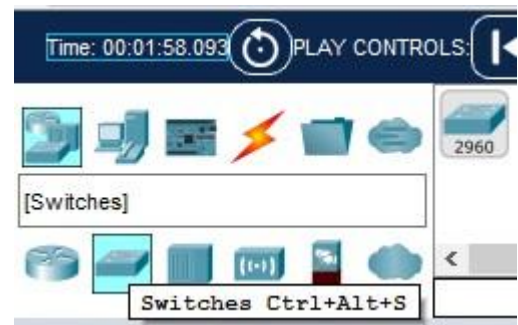 Time: 00:01:58.093 PLAY CONTROLS:
2960
[Switches]
Switches Ctrl+Alt+S